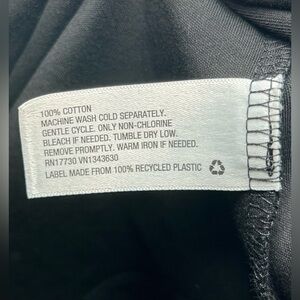 100% COTTON
MACHINE WASH COLD SEPARATELY.
GENTLE CYCLE. ONLY NON-CHLORINE
BLEACH IF NEEDED. TUMBLE DRY LOW.
REMOVE PROMPTLY. WARM IRON IF NEEDED.
RN17730 VN1343630
LABEL MADE FROM 100% RECYCLED PLASTIC